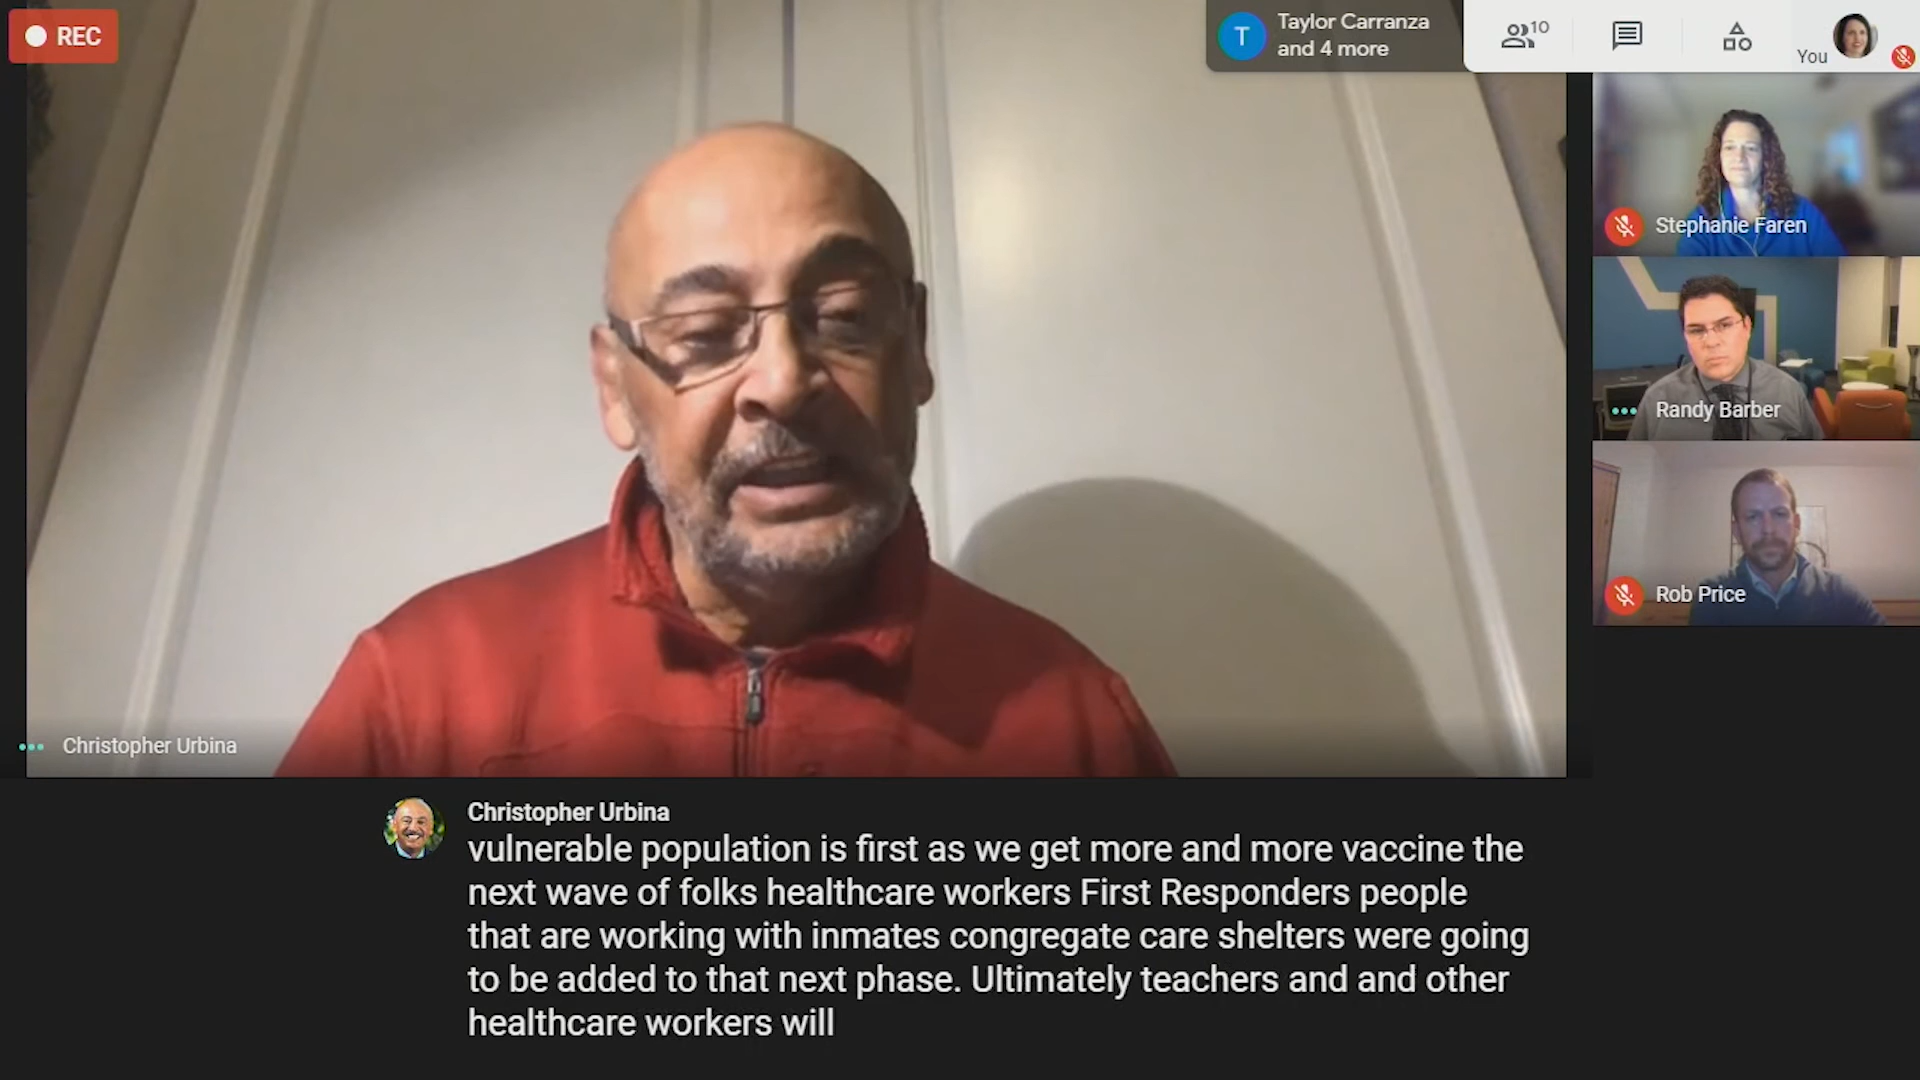 REC
Taylor Carranza
and 4 more
10
You
T
Stephanie Faren
Randy Barber
Rob Price
Christopher Urbina
Christopher Urbina
vulnerable population is first as we get more and more vaccine the
next wave of folks healthcare workers First Responders people
that are working with inmates congregate care shelters were going
to be added to that next phase. Ultimately teachers and and other
healthcare workers will